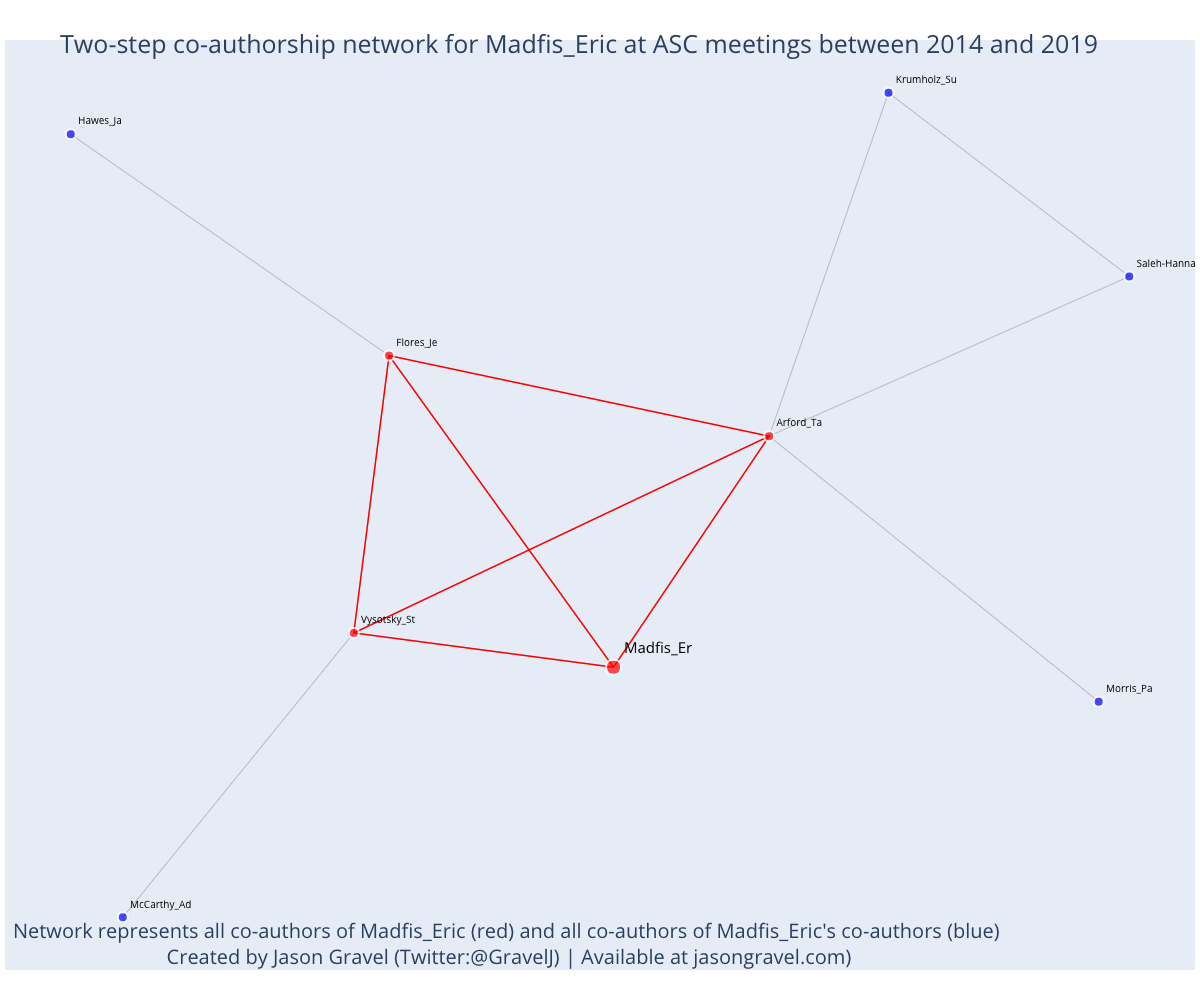 Two-step co-authorship network for Madfis_Eric at ASC meetings between 2014 and 2019
Krumholz_Su
Hawes_Ja
Saleh-Hanna
Flores_Je
Arford_Ta
Vysotsky_St
Madfis_Er
Morris_Pa
McCarthy_Ad
Network represents all co-authors of Madfis_Eric (red) and all co-authors of Madfis_Eric's co-authors (blue)
Created by Jason Gravel (Twitter:@GravelJ) | Available at jasongravel.com)